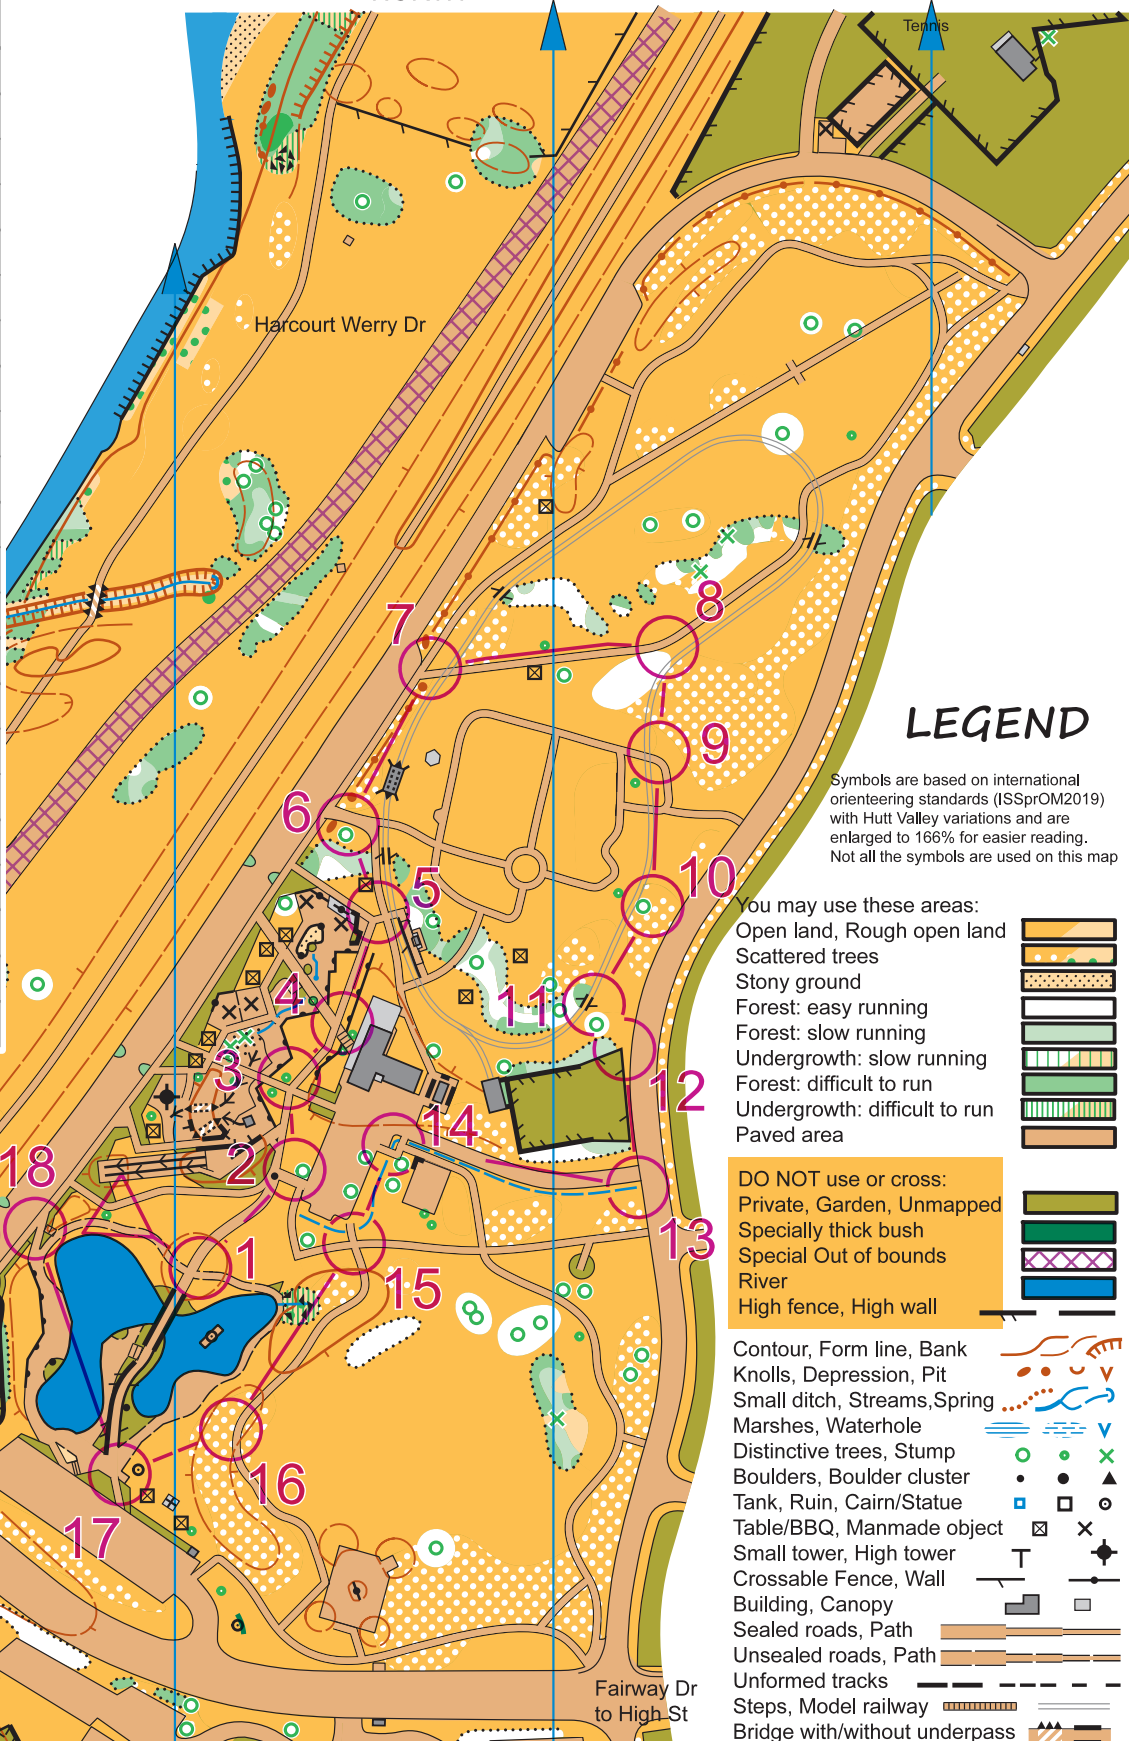 Tennis
Harcourt Werry Dr
7
8
6
9
5
10
4
11
3
12
14
2
18
1
13
15
16
17
LEGEND
Symbols are based on international
orienteering standards (ISSprOM2019)
with Hutt Valley variations and are
enlarged to 166% for easier reading.
Not all the symbols are used on this map
You may use these areas:
Open land, Rough open land
Scattered trees
Stony ground
Forest: easy running
Forest: slow running
Undergrowth: slow running
Forest: difficult to run
Undergrowth: difficult to run
Paved area
DO NOT use or cross:
Private, Garden, Unmapped
Specially thick bush
Special Out of bounds
River
High fence, High wall
Contour, Form line, Bank
Knolls, Depression, Pit
Small ditch, Streams,Spring
Marshes, Waterhole
Distinctive trees, Stump
Boulders, Boulder cluster
Tank, Ruin, Cairn/Statue
Table/BBQ, Manmade object
Small tower, High tower
Crossable Fence, Wall
Building, Canopy
Sealed roads, Path
Unsealed roads, Path
Unformed tracks
Steps, Model railway
Bridge with/without underpass
Fairway Dr
to High St